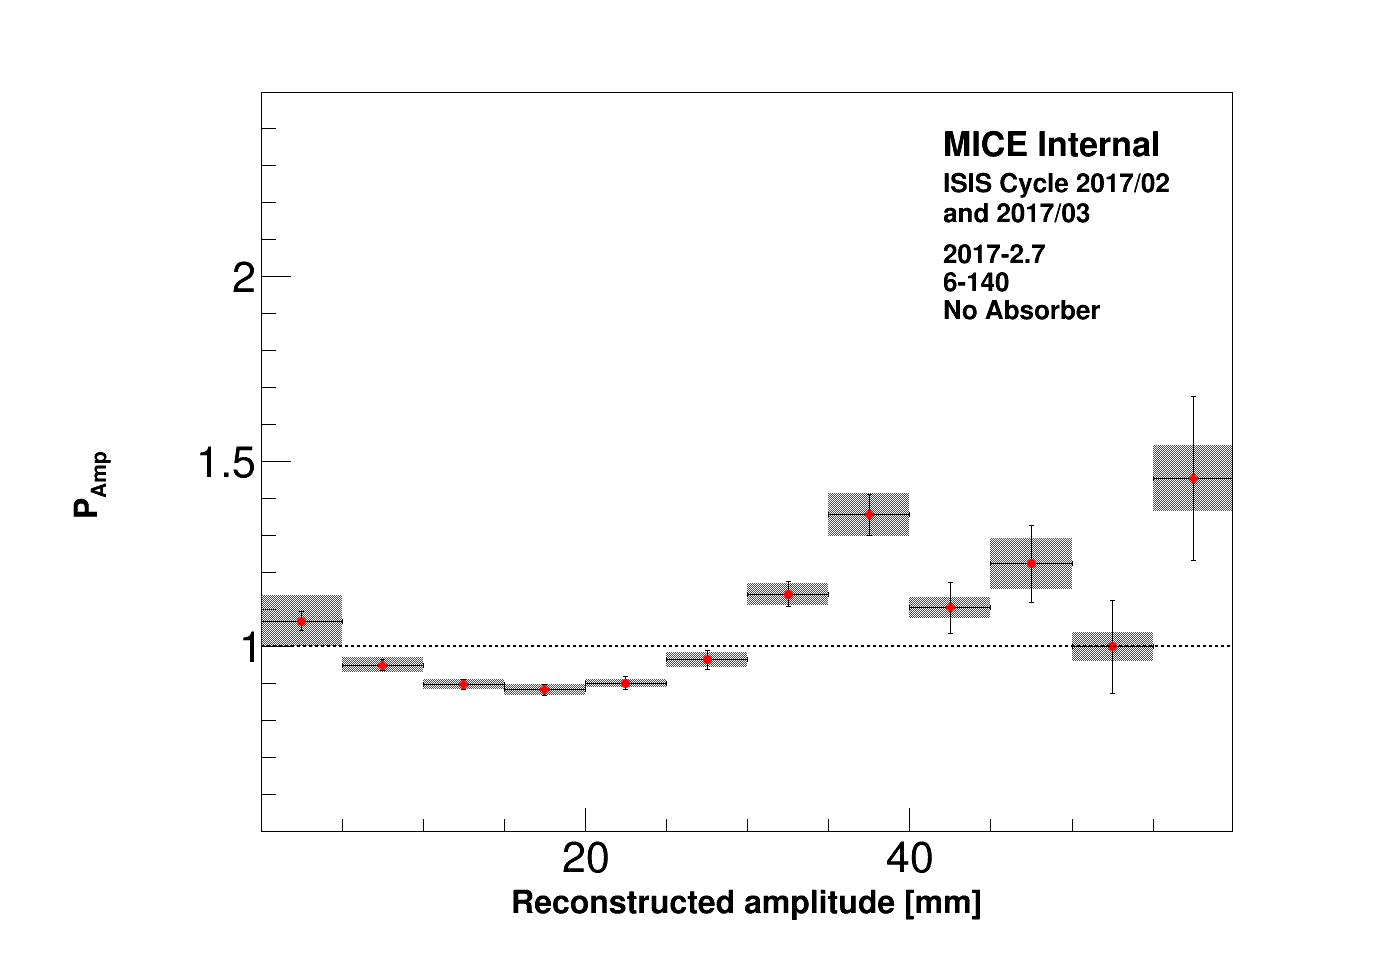 MICE Internal
ISIS Cycle 2017/02
and 2017/03
2017-2.7
6-140
No Absorber
2
1.5
1
P_Amp
20
40
Reconstructed amplitude [mm]